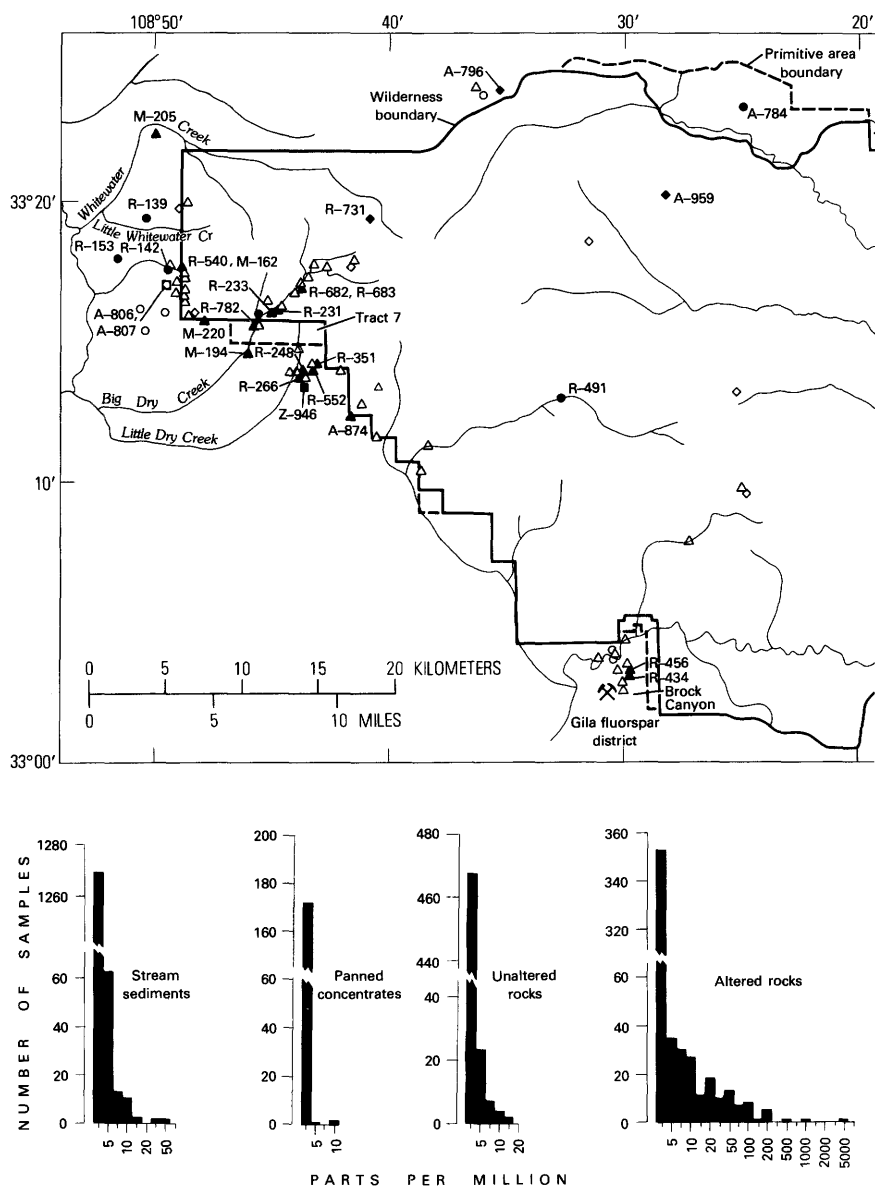 108°50′ 40′ 30′ 20′
A–796
Primitive area
boundary
Wilderness
boundary
A–784
M–205
Creek
Whitewater
33°20′
R–139
R–731
A–959
Little Whitewater Cr
R–153 R–142
R–540, M–162
R–233
R–682, R–683
R–782
R–231
A–806,
A–807
Tract 7
M–220
M–194
R–248
R–351
R–266
R–552
R–491
Big Dry Creek
Z–946
Little Dry Creek
A–874
10′
0 5 10 15 20 KILOMETERS
0 5 10 MILES
R–456
R–434
Brock
Canyon
Gila fluorspar
district
33°00′
NUMBER OF SAMPLES
1280
1260
60
40
20
0
Stream
sediments
5 10 20 50
200
190
170
60
40
20
0
Panned
concentrates
5 10
480
460
440
40
20
0
Unaltered
rocks
5 10 20
360
340
320
60
40
20
0
Altered rocks
5 10 20 50 100 200 500 1000 2000 5000
PARTS PER MILLION